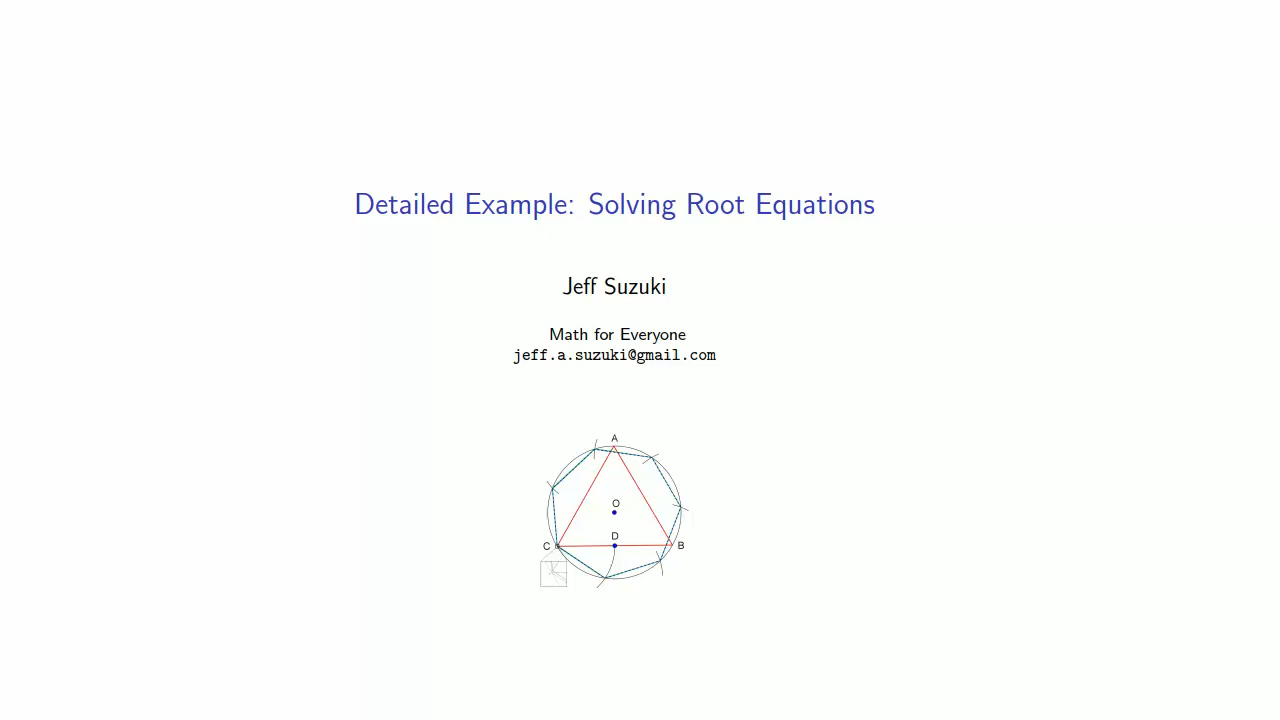 Detailed Example: Solving Root Equations
Jeff Suzuki
Math for Everyone
jeff.a.suzuki@gmail.com
A
O
D
C
B